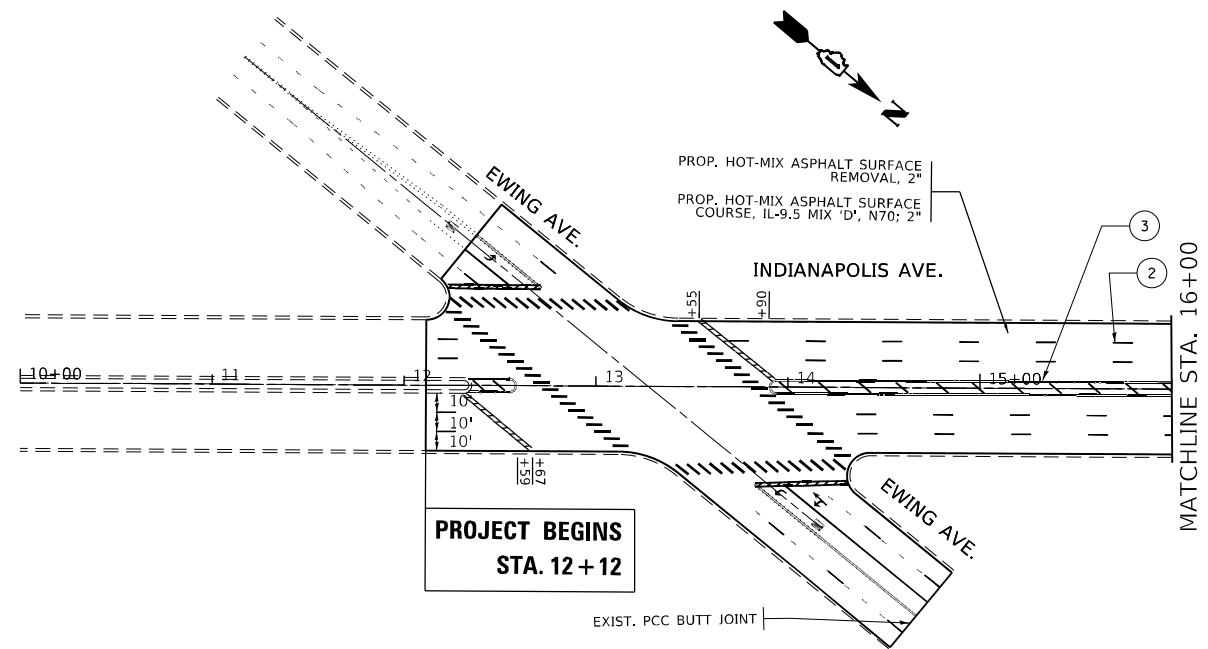 N
PROP. HOT-MIX ASPHALT SURFACE
REMOVAL, 2"
PROP. HOT-MIX ASPHALT SURFACE
COURSE, IL-9.5 MIX 'D', N70; 2"
EWING AVE.
3
2
INDIANAPOLIS AVE.
+55
+90
MATCHLINE STA. 16+00
10+00
11
12
13
14
15+00
10'
10'
10'
+59
+67
EWING AVE.
PROJECT BEGINS
STA. 12+12
EXIST. PCC BUTT JOINT